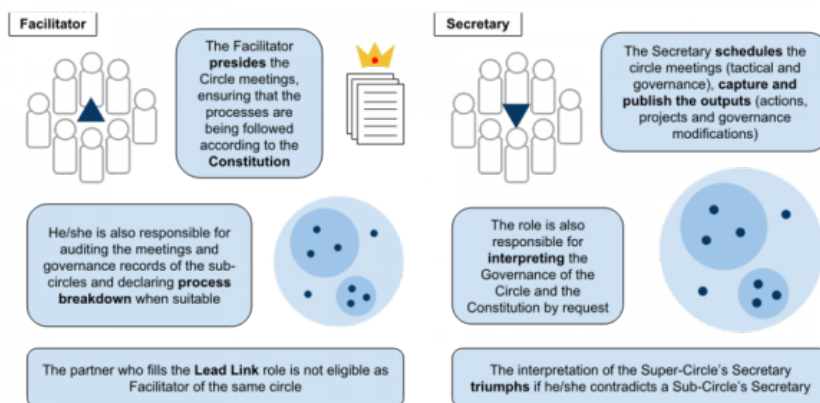 Facilitator
The Facilitator
presides the
Circle meetings,
ensuring that the
processes are
being followed
according to the
Constitution
He/she is also responsible for
auditing the meetings and
governance records of the sub-
circles and declaring process
breakdown when suitable
The partner who fills the Lead Link role is not eligible as
Facilitator of the same circle
Secretary
The Secretary schedules the
circle meetings (tactical and
governance), capture and
publish the outputs (actions,
projects and governance
modifications)
The role is also
responsible for
interpreting the
Governance of the
Circle and the
Constitution by request
The interpretation of the Super-Circle's Secretary
triumphs if he/she contradicts a Sub-Circle's Secretary